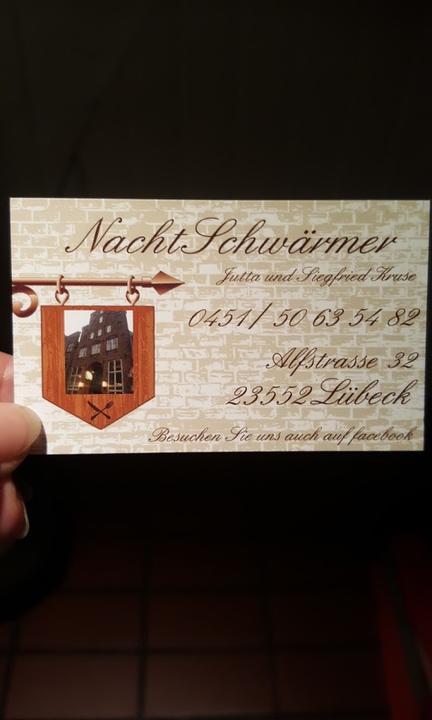 NachtSchwärmer
Jutta und Siegfried Kruse
0451/ 50 63 54 82
Alfstrasse 32
23552 Lübeck
Besuchen Sie uns auch auf facebook